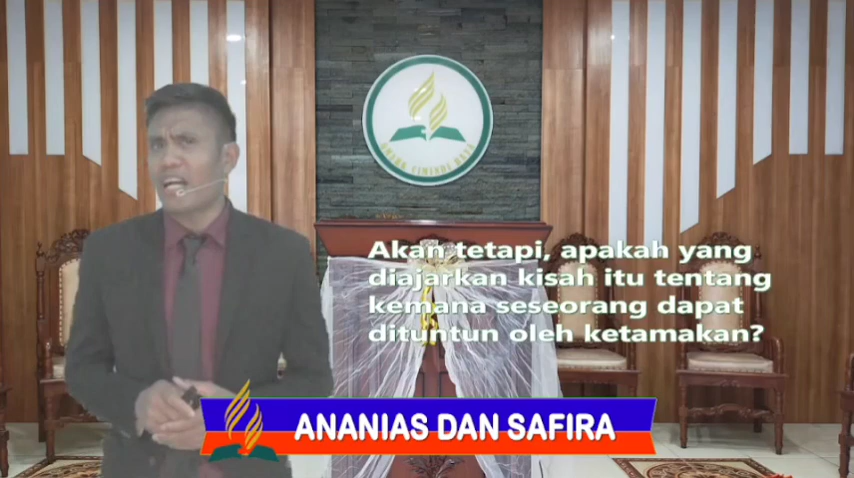 Akan tetapi, apakah yang
diajarkan kisah itu tentang
kemana seseorang dapat
dituntun oleh ketamakan?
ANANIAS DAN SAFIRA